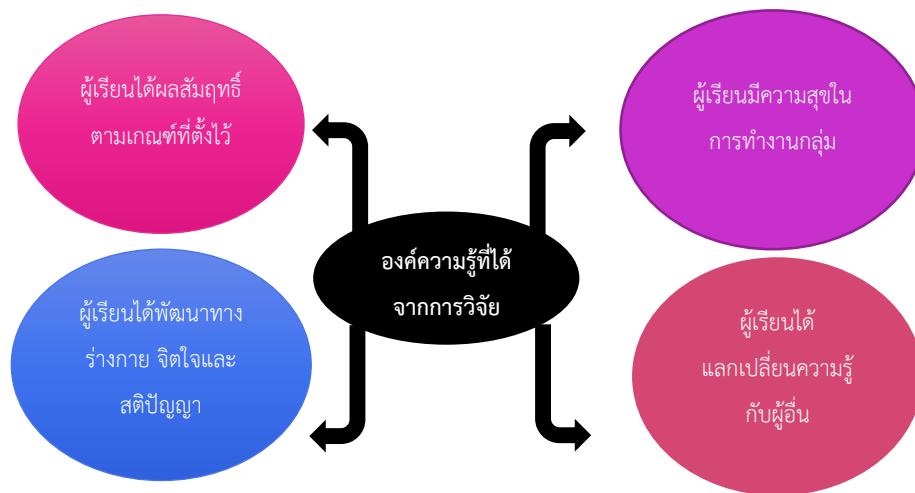 ผู้เรียนได้ผลสัมฤทธิ์
ตามเกณฑ์ที่ตั้งไว้
ผู้เรียนมีความสุขใน
การทำงานกลุ่ม
องค์ความรู้ที่ได้
จากการวิจัย
ผู้เรียนได้พัฒนาทาง
ร่างกาย จิตใจและ
สติปัญญา
ผู้เรียนได้
แลกเปลี่ยนความรู้
กับผู้อื่น